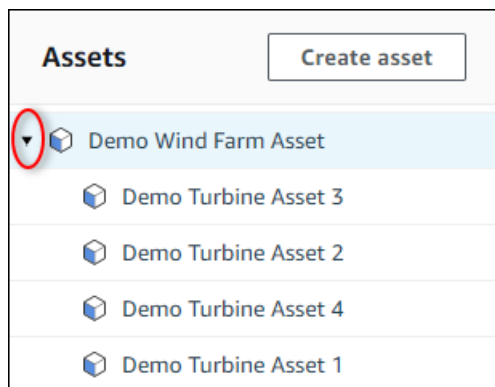 Assets
Create asset
Demo Wind Farm Asset
Demo Turbine Asset 3
Demo Turbine Asset 2
Demo Turbine Asset 4
Demo Turbine Asset 1